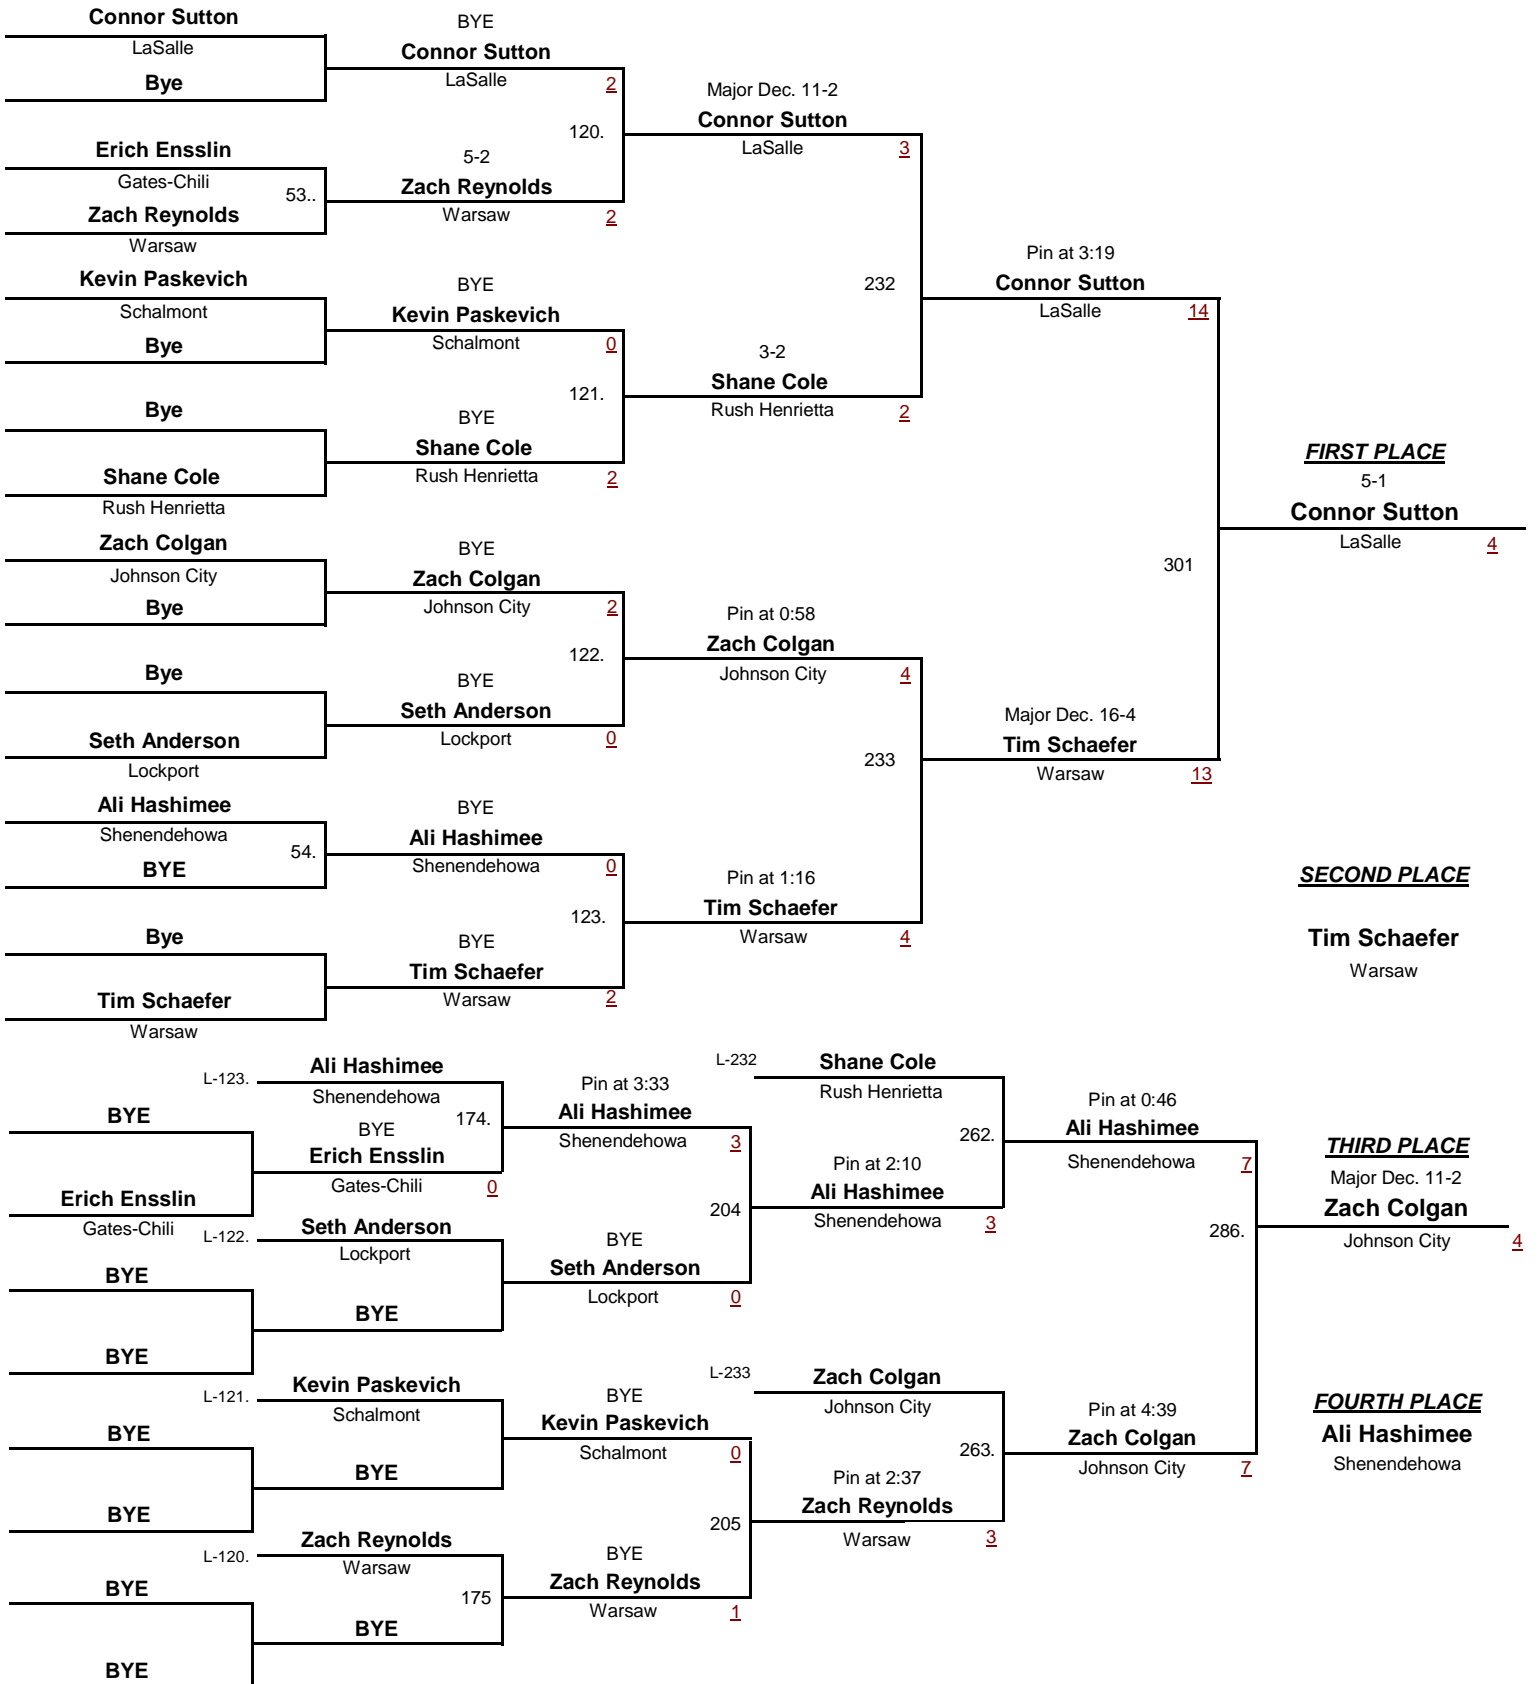 Connor Sutton
LaSalle
Bye
Erich Ensslin
Gates-Chili
53..
Zach Reynolds
Warsaw
Kevin Paskevich
Schalmont
Bye
Bye
Shane Cole
Rush Henrietta
Zach Colgan
Johnson City
Bye
Bye
Seth Anderson
Lockport
Ali Hashimee
Shenendehowa
54.
BYE
Bye
Tim Schaefer
Warsaw
BYE
Connor Sutton
LaSalle
2
120.
5-2
Zach Reynolds
Warsaw
2
BYE
Kevin Paskevich
Schalmont
0
121.
BYE
Shane Cole
Rush Henrietta
2
BYE
Zach Colgan
Johnson City
2
122.
BYE
Seth Anderson
Lockport
0
BYE
Ali Hashimee
Shenendehowa
0
123.
BYE
Tim Schaefer
Warsaw
2
Major Dec. 11-2
Connor Sutton
LaSalle
3
232
3-2
Shane Cole
Rush Henrietta
2
Pin at 0:58
Zach Colgan
Johnson City
4
233
Pin at 1:16
Tim Schaefer
Warsaw
4
Pin at 3:19
Connor Sutton
LaSalle
14
301
Major Dec. 16-4
Tim Schaefer
Warsaw
13
FIRST PLACE
5-1
Connor Sutton
LaSalle
4
SECOND PLACE
Tim Schaefer
Warsaw
BYE
Erich Ensslin
Gates-Chili
BYE
BYE
BYE
BYE
BYE
BYE
L-123.
Ali Hashimee
Shenendehowa
174.
BYE
Erich Ensslin
Gates-Chili
0
L-122.
Seth Anderson
Lockport
BYE
L-121.
Kevin Paskevich
Schalmont
BYE
L-120.
Zach Reynolds
Warsaw
175
BYE
Pin at 3:33
Ali Hashimee
Shenendehowa
3
204
BYE
Seth Anderson
Lockport
0
BYE
Kevin Paskevich
Schalmont
0
205
BYE
Zach Reynolds
Warsaw
1
L-232
Shane Cole
Rush Henrietta
262.
Pin at 2:10
Ali Hashimee
Shenendehowa
3
L-233
Zach Colgan
Johnson City
263.
Pin at 2:37
Zach Reynolds
Warsaw
3
Pin at 0:46
Ali Hashimee
Shenendehowa
7
286.
Pin at 4:39
Zach Colgan
Johnson City
7
THIRD PLACE
Major Dec. 11-2
Zach Colgan
Johnson City
4
FOURTH PLACE
Ali Hashimee
Shenendehowa